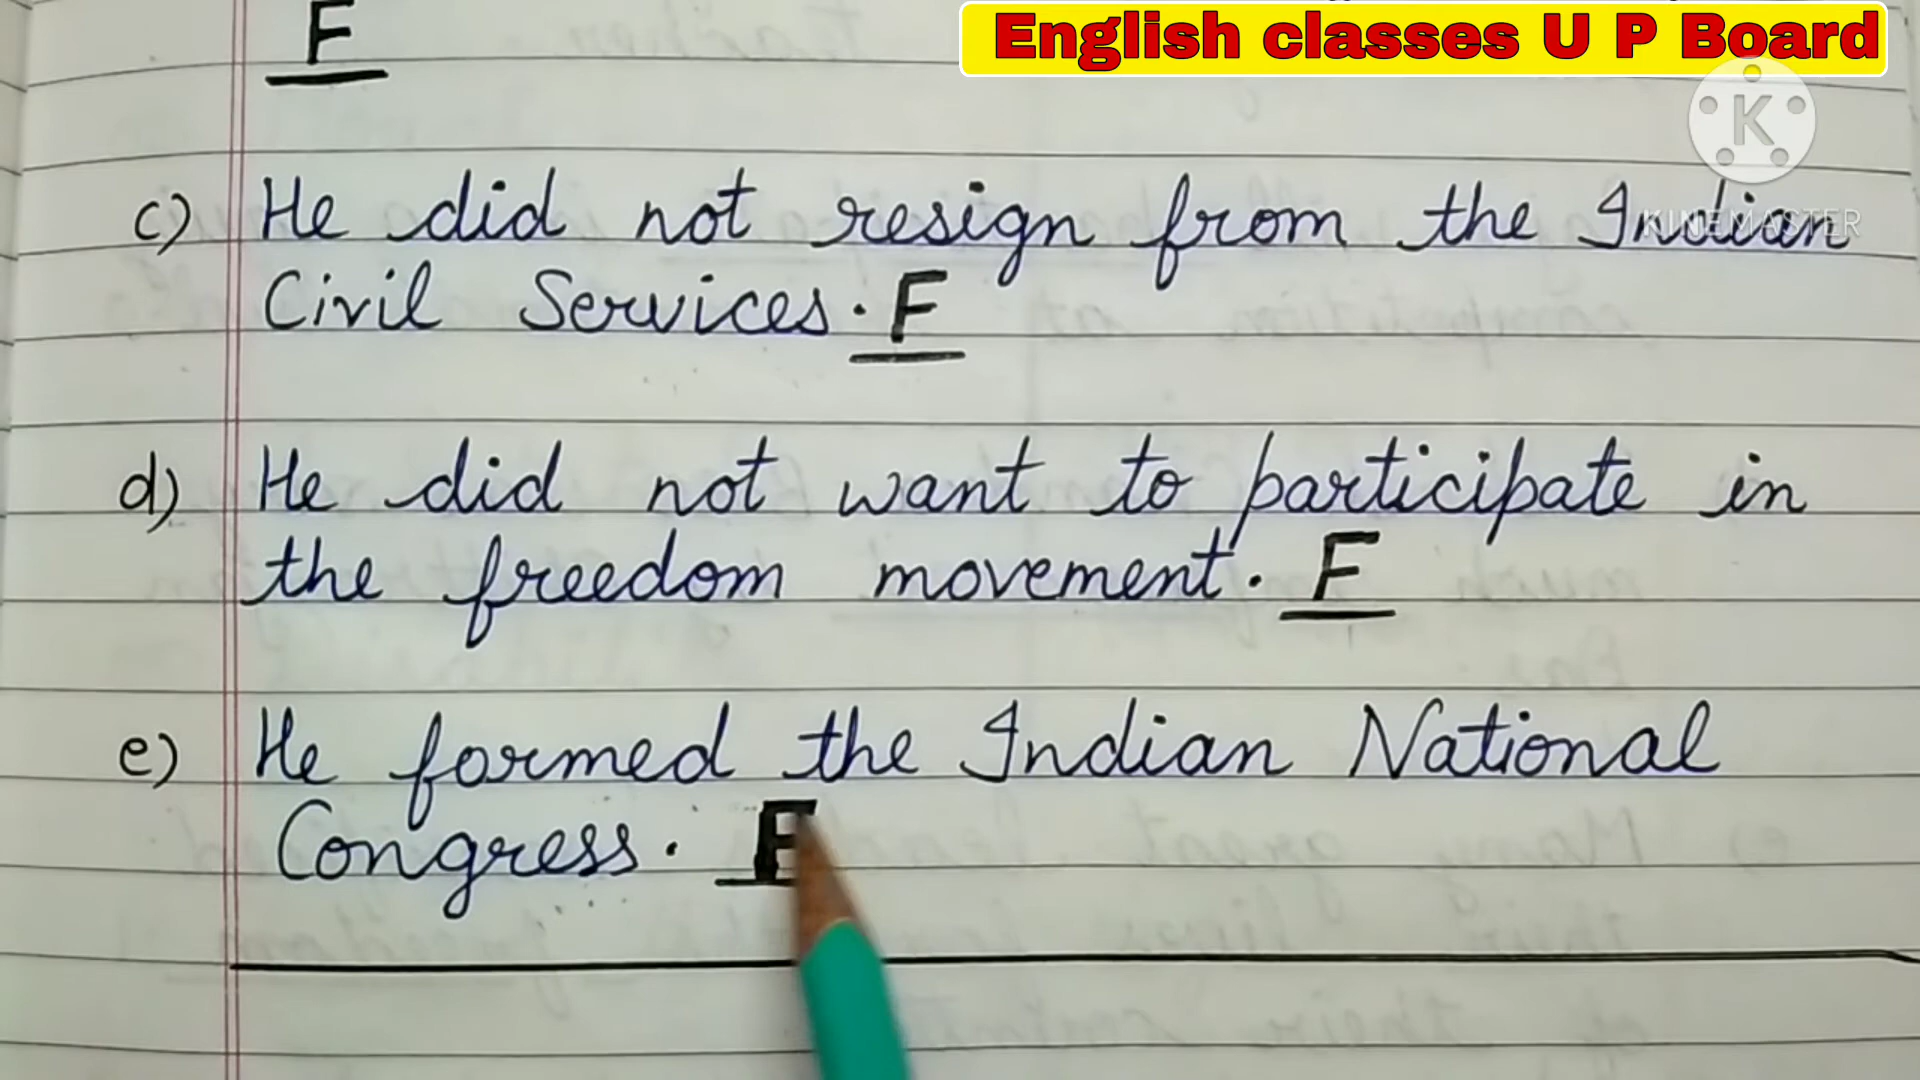 English classes U P Board
F
K
KINEMASTER
c) He did not resign from the Indian
Civil Services. F
d) He did not want to participate in
the freedom movement. F
e) He formed the Indian National
Congress. F